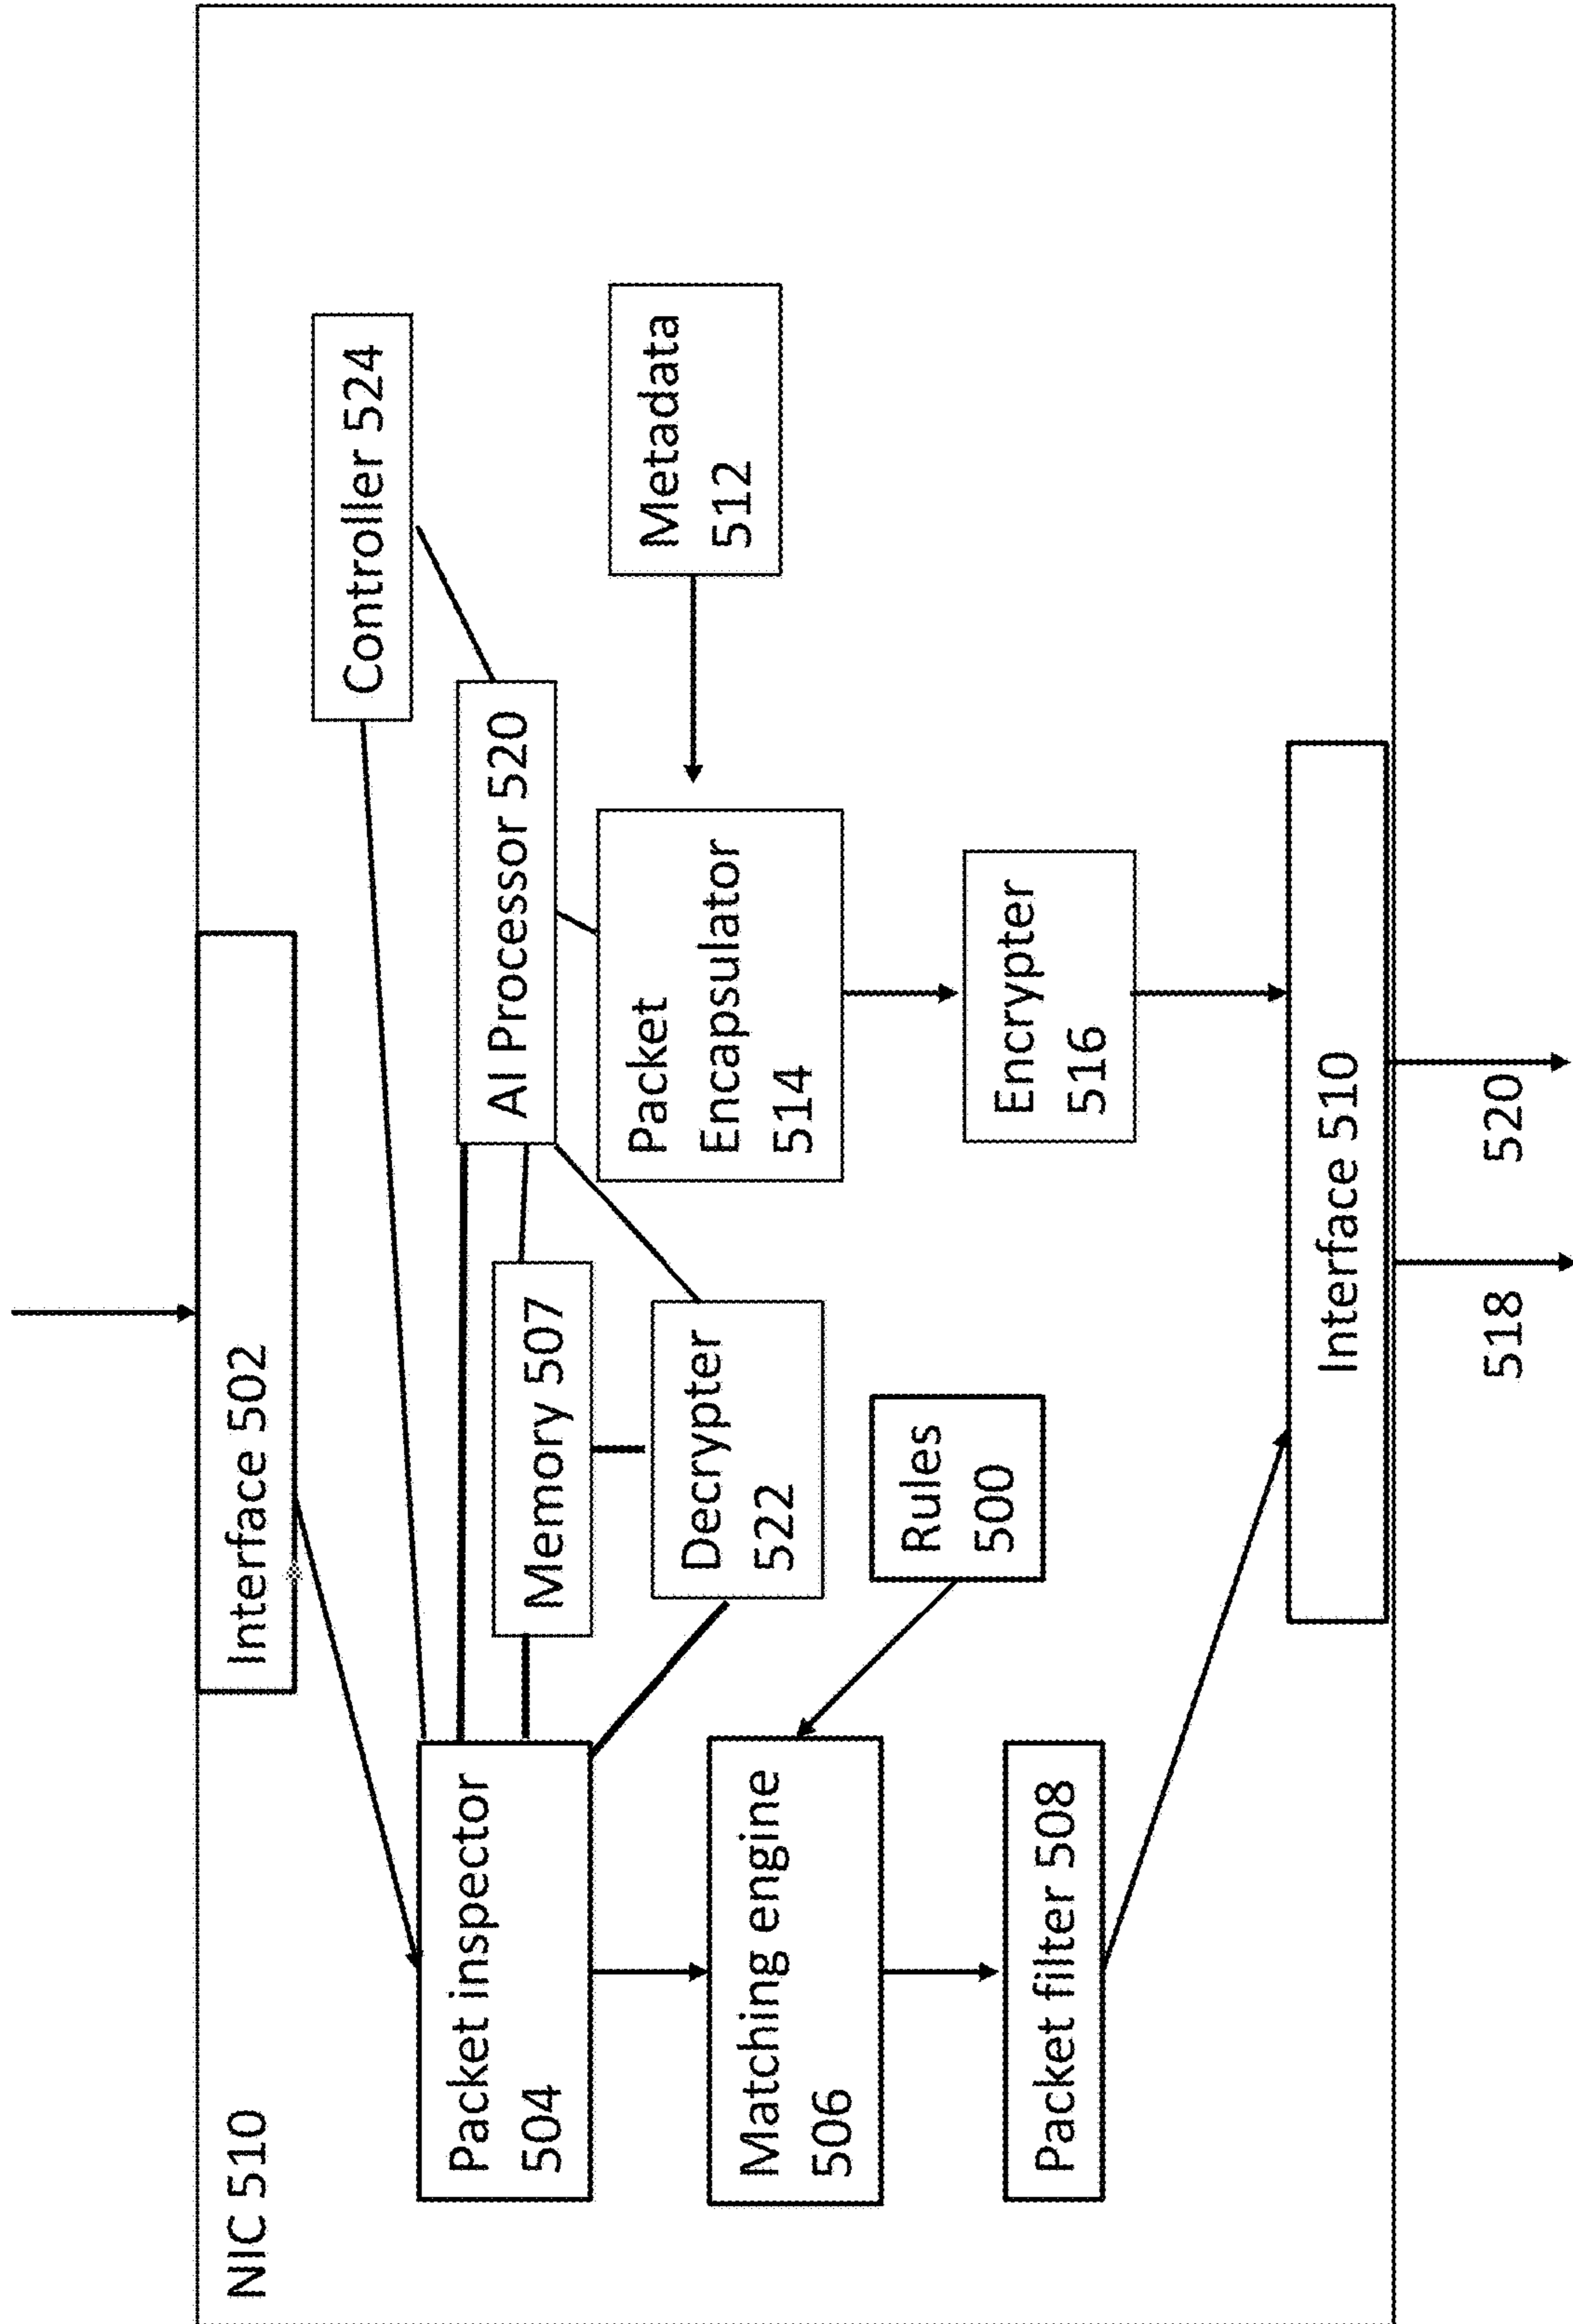 NIC 510
Interface 502
Controller 524
Packet inspector
504
AI Processor 520
Memory 507
Metadata
512
Packet
Encapsulator
514
Decrypter
522
Matching engine
506
Rules
500
Encrypter
516
Packet filter 508
Interface 510
518
520